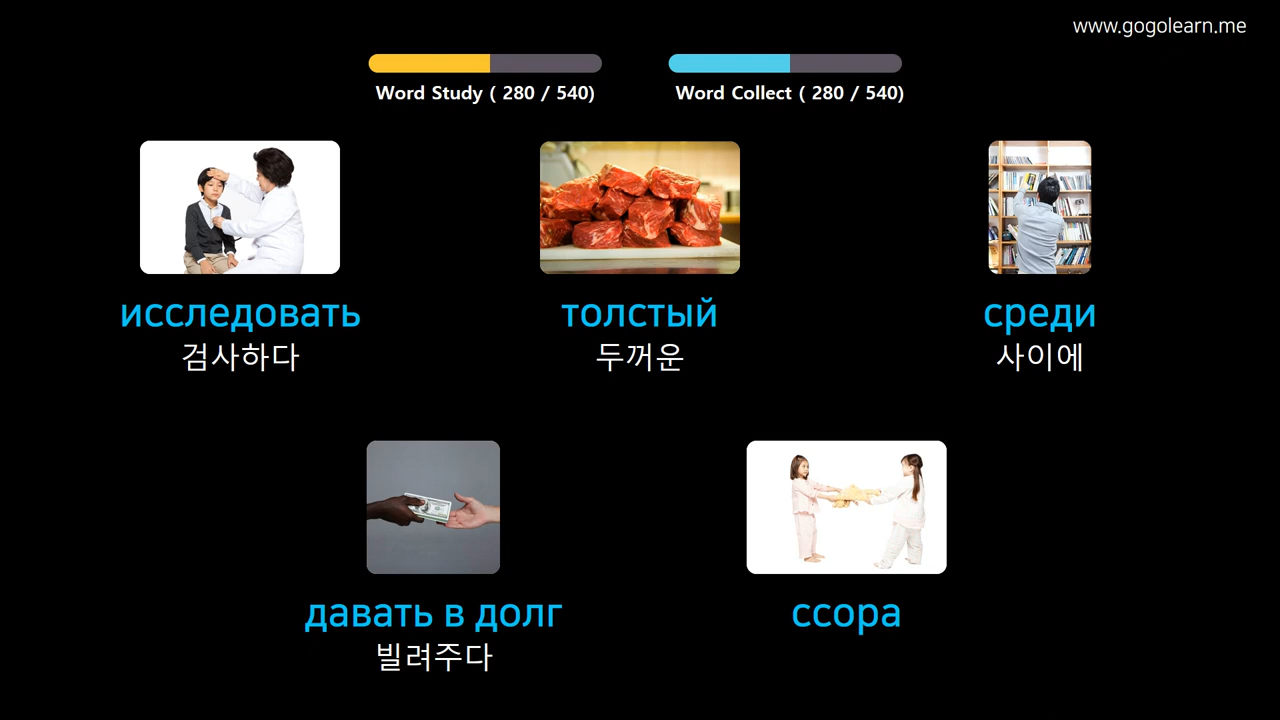 www.gogolearn.me
Word Study ( 280 / 540)
Word Collect ( 280 / 540)
исследовать
검사하다
толстый
두꺼운
среди
사이에
давать в долг
빌려주다
ссора